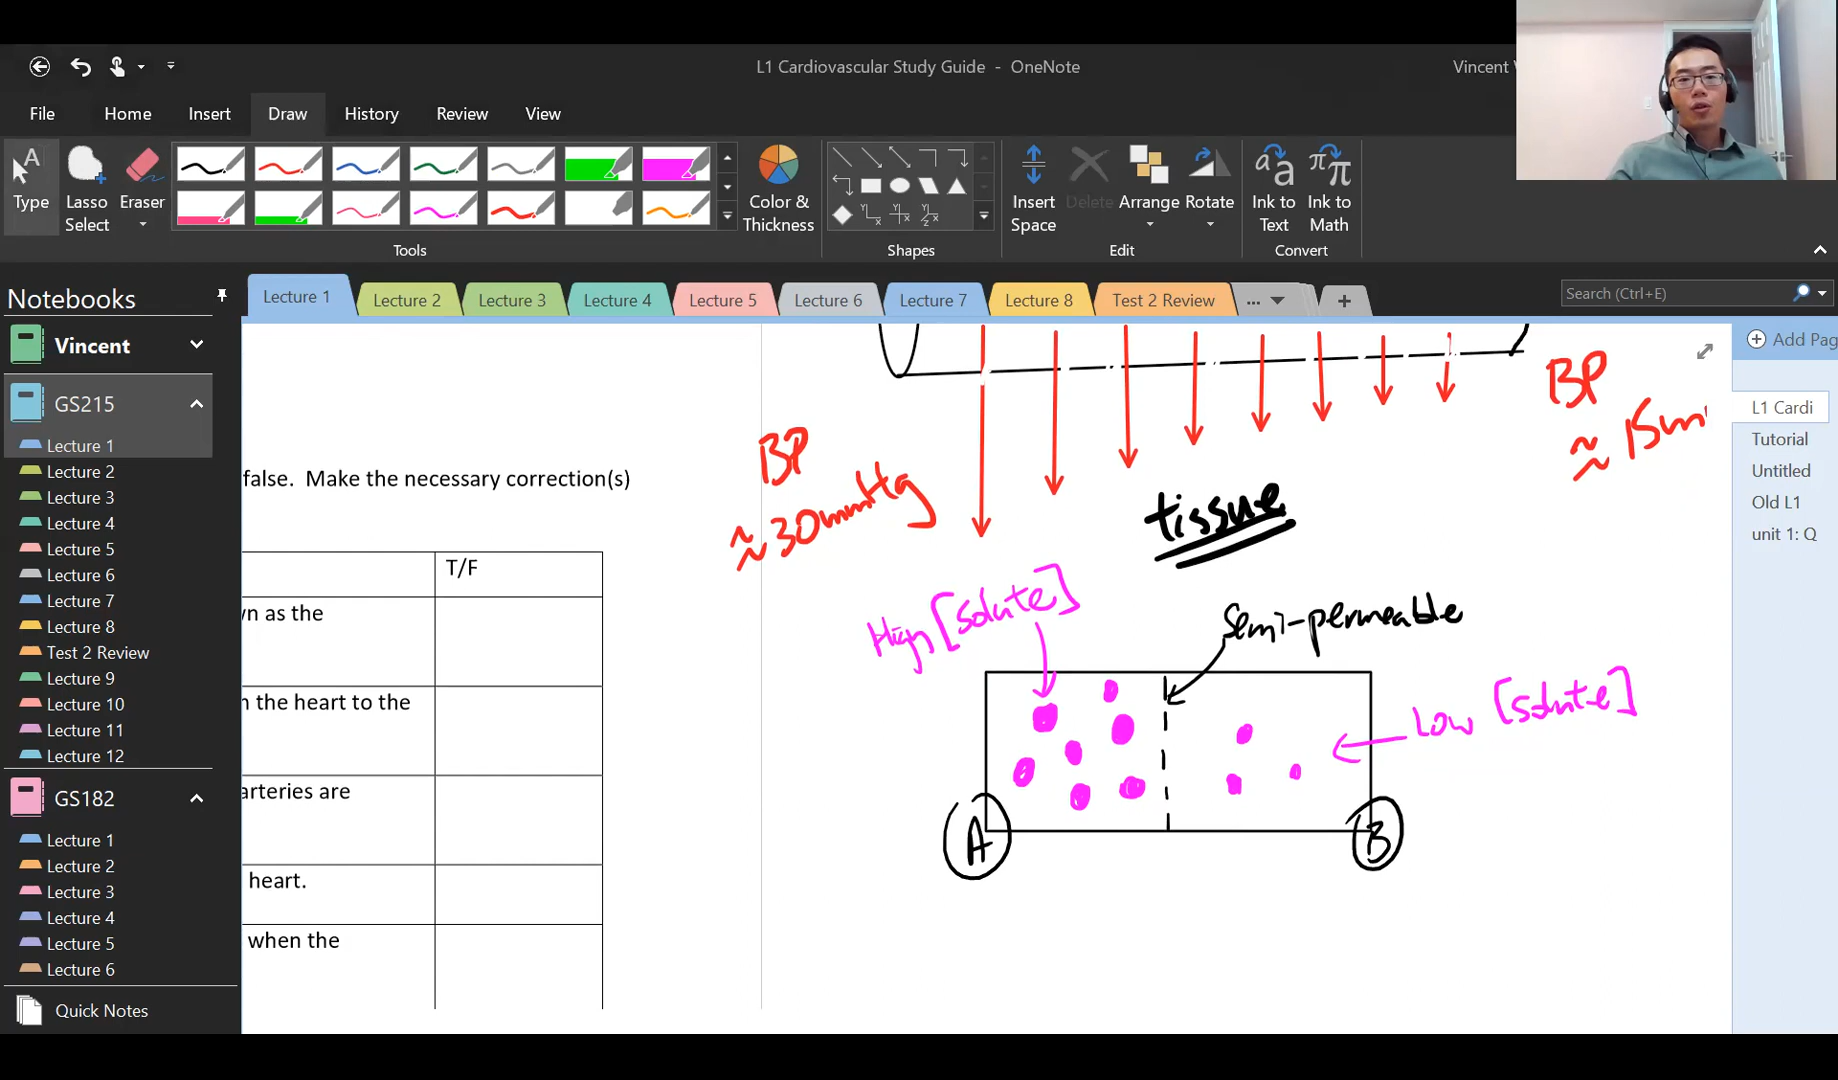 L1 Cardiovascular Study Guide - OneNote
Vincent
File Home Insert Draw History Review View
Type
Lasso Select
Eraser
Color & Thickness
Insert Space
Delete
Arrange
Rotate
Ink to Text
Ink to Math
Tools
Shapes
Edit
Convert
Notebooks
Lecture 1
Lecture 2
Lecture 3
Lecture 4
Lecture 5
Lecture 6
Lecture 7
Lecture 8
Test 2 Review
...
Search (Ctrl+E)
Vincent
GS215
Lecture 1
Lecture 2
Lecture 3
Lecture 4
Lecture 5
Lecture 6
Lecture 7
Lecture 8
Test 2 Review
Lecture 9
Lecture 10
Lecture 11
Lecture 12
GS182
Lecture 1
Lecture 2
Lecture 3
Lecture 4
Lecture 5
Lecture 6
Quick Notes
false. Make the necessary correction(s)
T/F
n the heart to the
arteries are
heart.
when the
BP
≈ 30mmHg
BP
≈ 15m
tissue
High [solute]
semi-permeable
Low [solute]
A
B
Add Pag
L1 Cardi
Tutorial
Untitled
Old L1
unit 1: Q